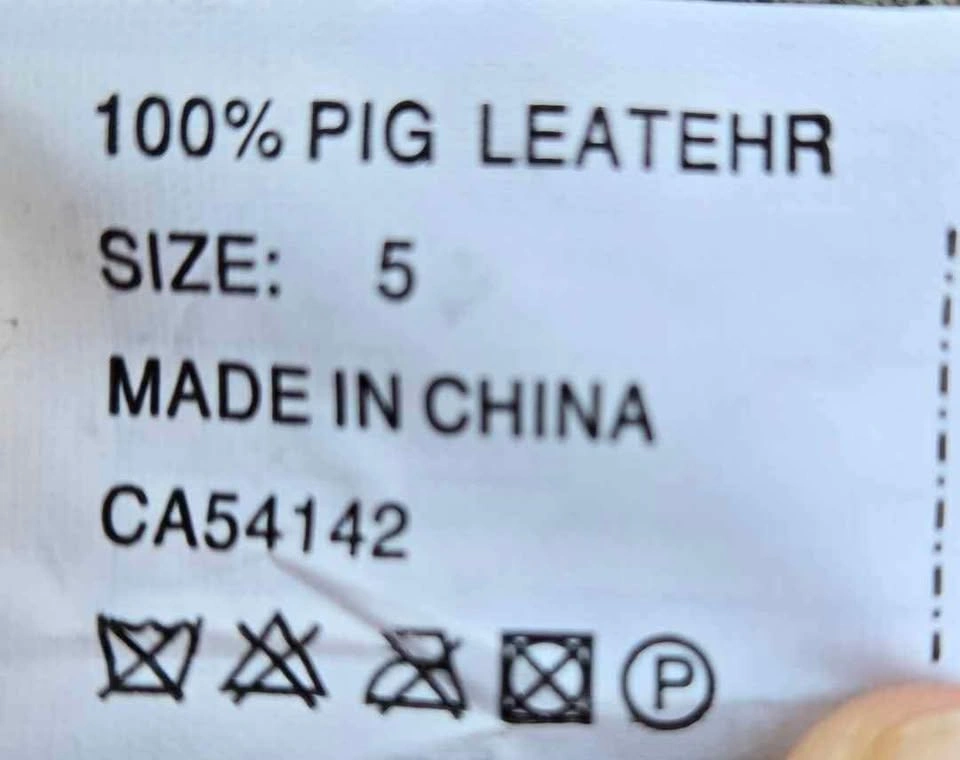 100% PIG LEATEHR
SIZE: 5
MADE IN CHINA
CA54142
P